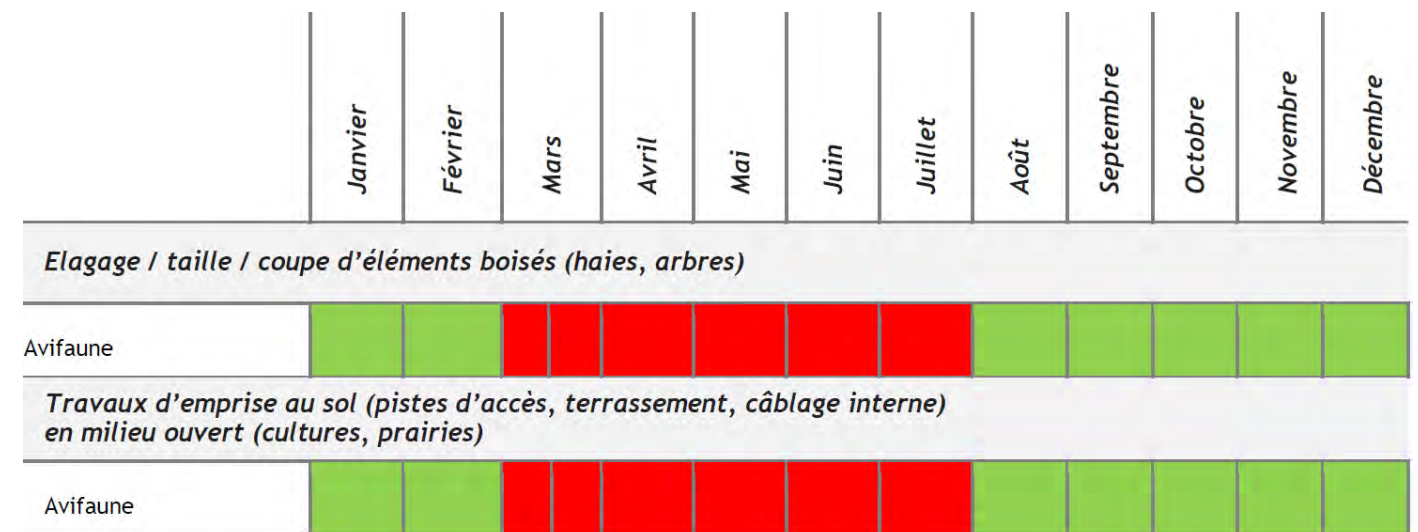 Janvier
Février
Mars
Avril
Mai
Juin
Juillet
Août
Septembre
Octobre
Novembre
Décembre
Elagage / taille / coupe d'éléments boisés (haies, arbres)
Avifaune
Travaux d'emprise au sol (pistes d'accès, terrassement, câblage interne)
en milieu ouvert (cultures, prairies)
Avifaune